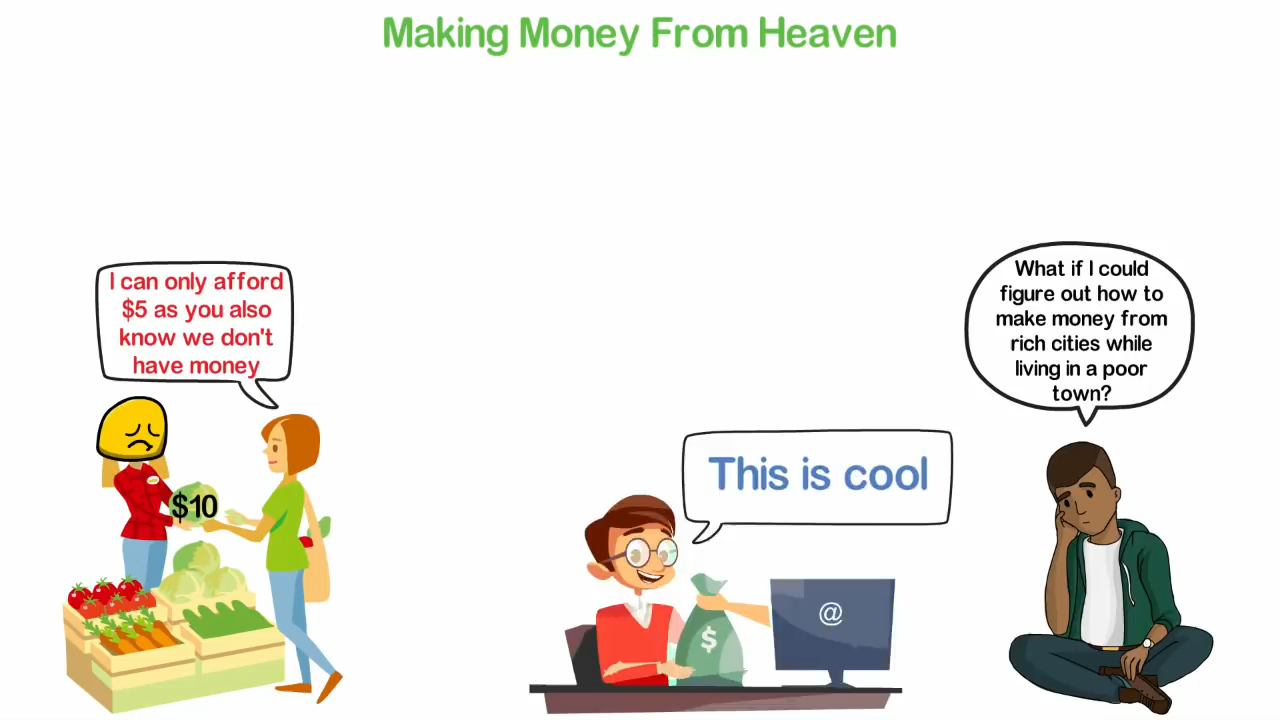 Making Money From Heaven
I can only afford
$5 as you also
know we don't
have money
$10
This is cool
$
@
What if I could
figure out how to
make money from
rich cities while
living in a poor
town?